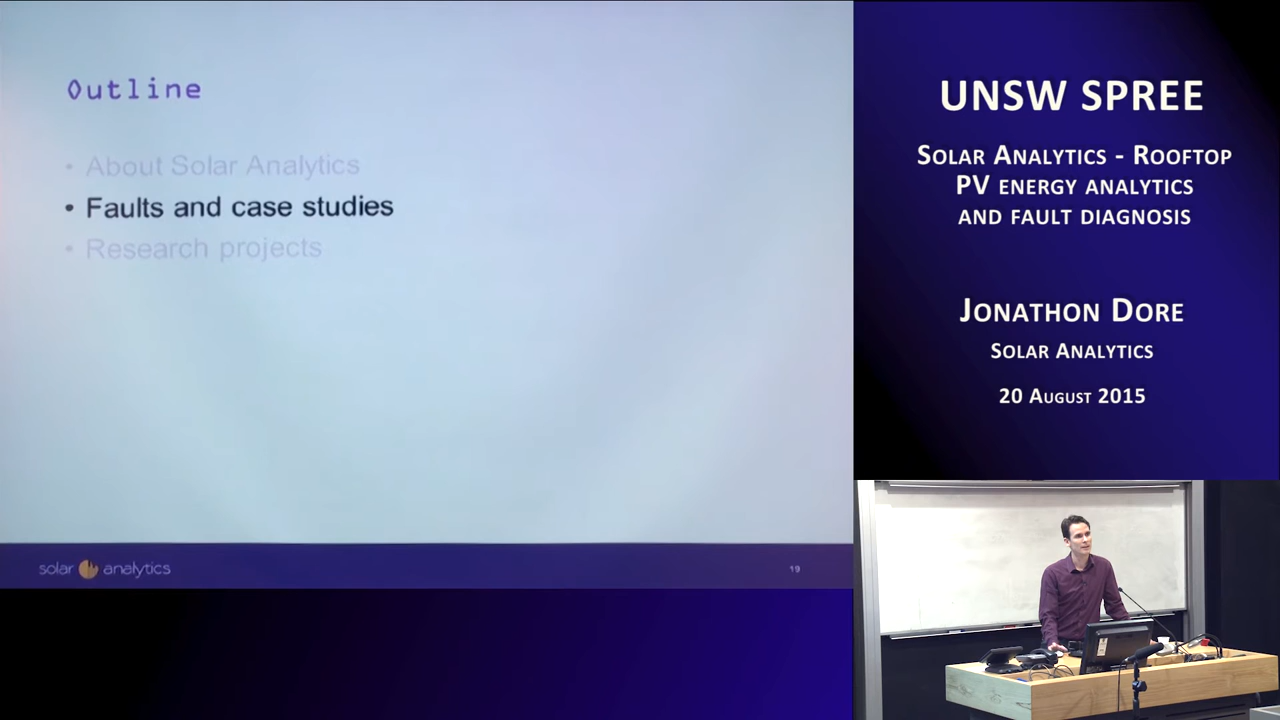 Outline
• About Solar Analytics
• Faults and case studies
• Research projects
solar analytics
19
UNSW SPREE
SOLAR ANALYTICS - ROOFTOP
PV ENERGY ANALYTICS
AND FAULT DIAGNOSIS
JONATHON DORE
SOLAR ANALYTICS
20 AUGUST 2015